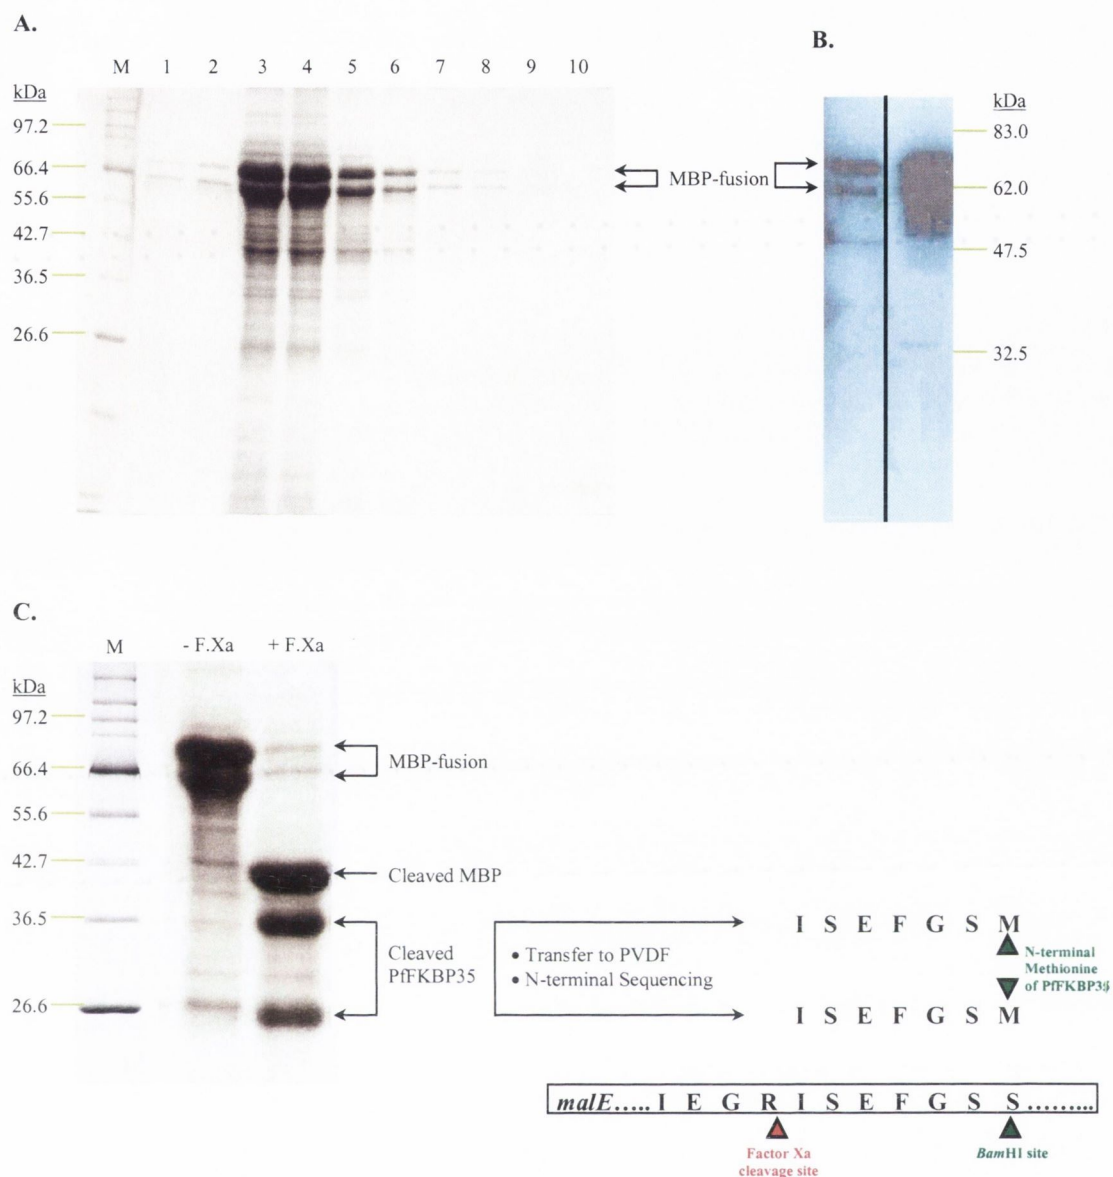 A.
M 1 2 3 4 5 6 7 8 9 10
kDa
97.2
66.4
55.6
42.7
36.5
26.6
MBP-fusion
B.
kDa
83.0
62.0
47.5
32.5
C.
M - F.Xa + F.Xa
kDa
97.2
66.4
55.6
42.7
36.5
26.6
MBP-fusion
Cleaved MBP
Cleaved
PfFKBP35
• Transfer to PVDF
• N-terminal Sequencing
I S E F G S M
N-terminal
Methionine
of PfFKBP35
I S E F G S M
malE..... I E G R I S E F G S S .........
Factor Xa
cleavage site
BamHI site